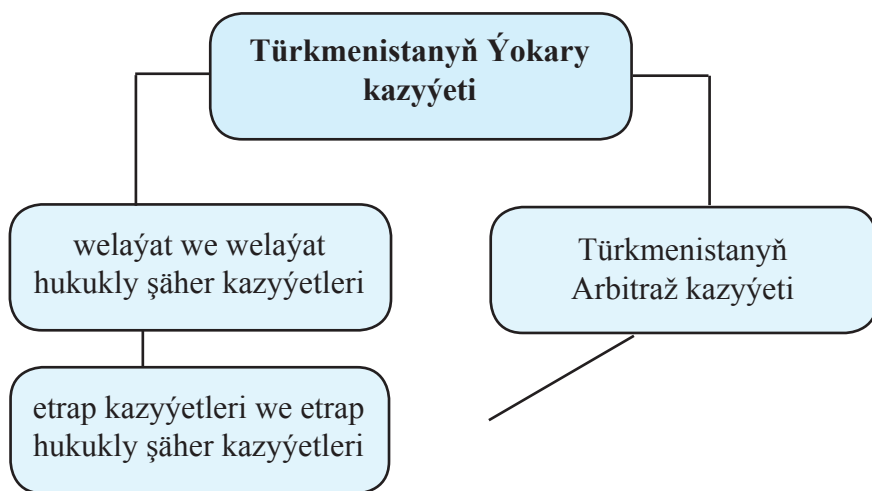 Türkmenistanyň Ýokary
kazyýeti
welaýat we welaýat
hukukly şäher kazyýetleri
Türkmenistanyň
Arbitraž kazyýeti
etrap kazyýetleri we etrap
hukukly şäher kazyýetleri